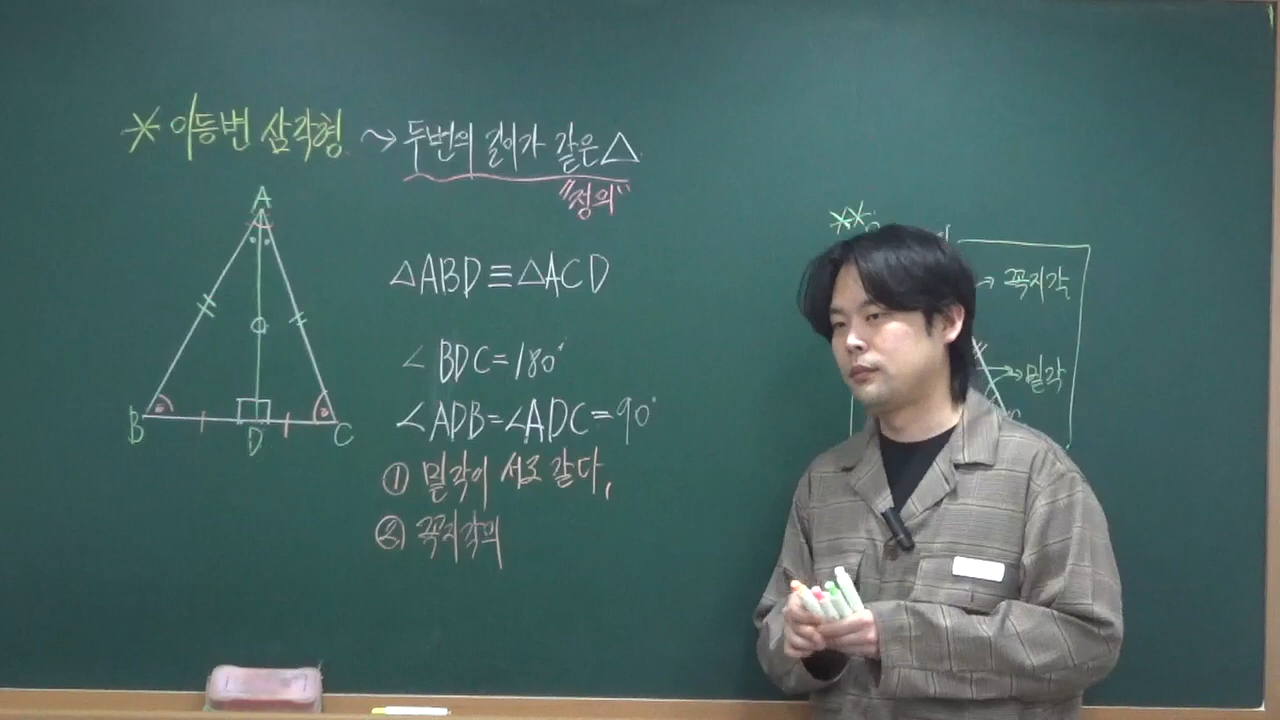 * 이등변 삼각형 ~> 두변의 길이가 같은 △
"정의"
A
B D C
△ABD≡△ACD
∠BDC=180°
∠ADB=∠ADC=90°
① 밑각이 서로 같다,
② 꼭지각의
**
→ 꼭지각
→ 밑각